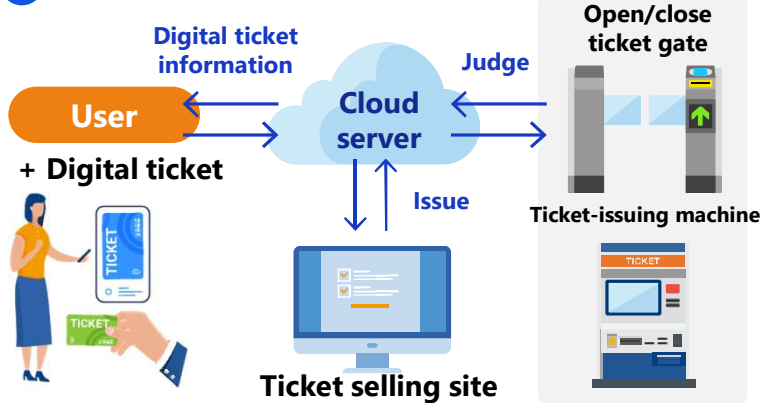 Open/close
ticket gate
Digital ticket
information
Judge
User
Cloud
server
+ Digital ticket
Issue
Ticket-issuing machine
TICKET
TICKET
TICKET
Ticket selling site